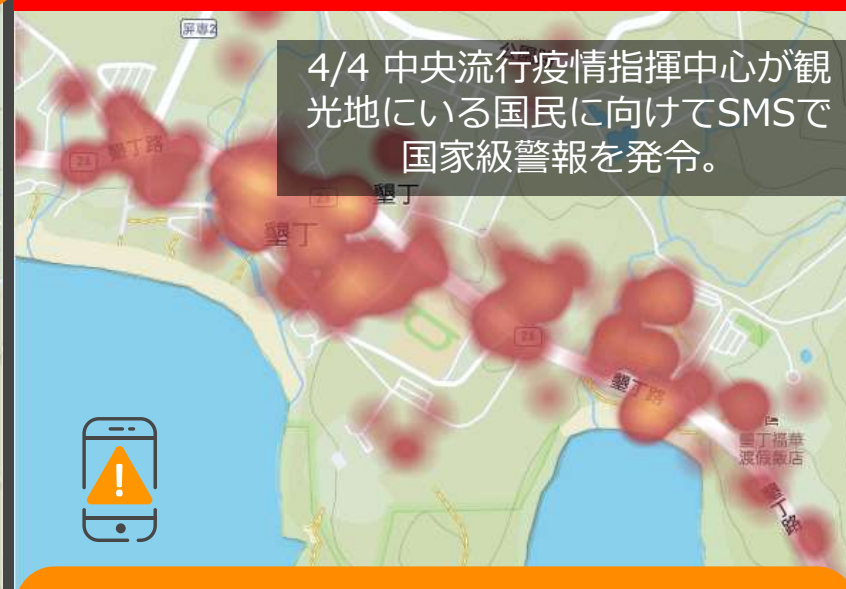 屏専2
4/4 中央流行疫情指揮中心が観
光地にいる国民に向けてSMSで
国家級警報を発令。
26
墾丁路
墾丁
墾丁
26
墾丁路
墾丁福華
渡假飯店
墾丁路